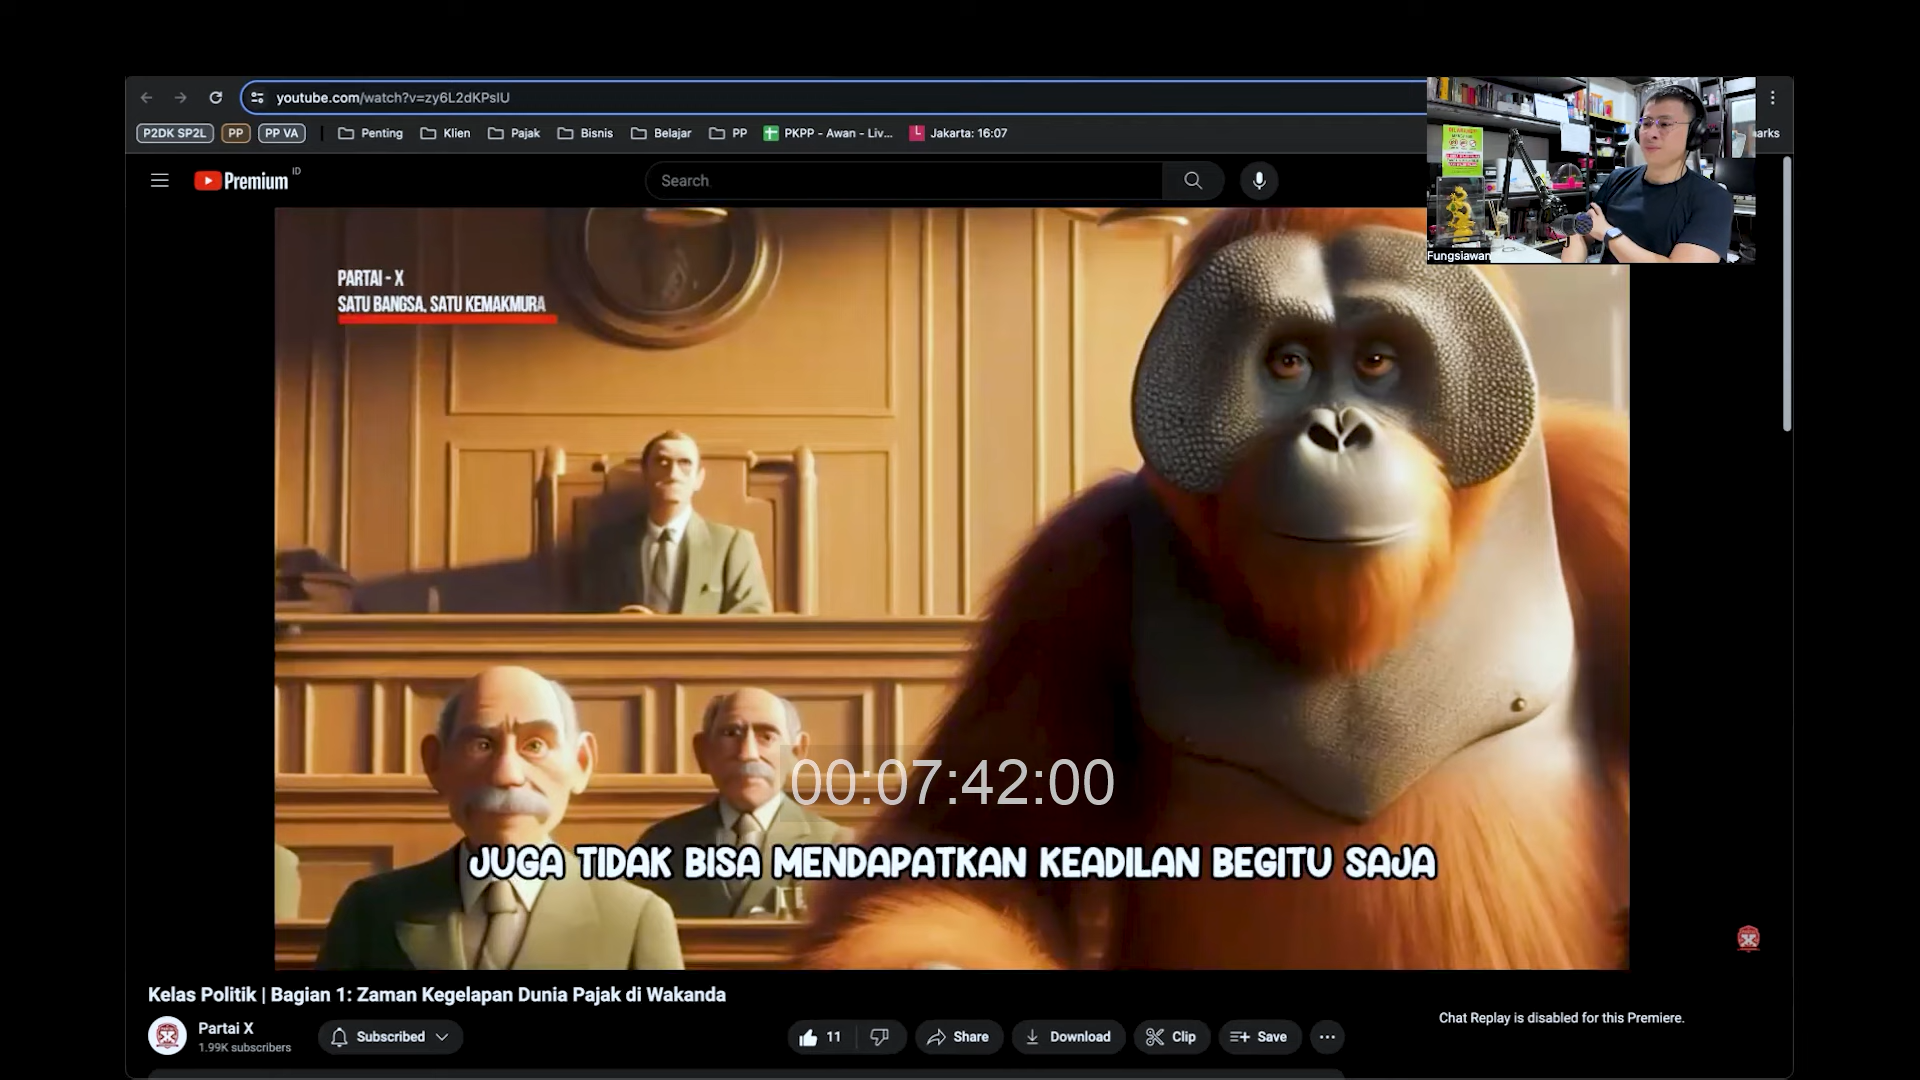 youtube.com/watch?v=zy6L2dKPsIU
P2DK SP2L
PP
PP VA
Penting
Klien
Pajak
Bisnis
Belajar
PP
PKPP - Awan - Liv...
Jakarta: 16:07
arks
Premium ID
Search
Fungsiawan
PARTAI - X
SATU BANGSA, SATU KEMAKMURA
00:07:42:00
JUGA TIDAK BISA MENDAPATKAN KEADILAN BEGITU SAJA
Kelas Politik | Bagian 1: Zaman Kegelapan Dunia Pajak di Wakanda
Partai X
1.99K subscribers
Subscribed
11
Share
Download
Clip
Save
Chat Replay is disabled for this Premiere.